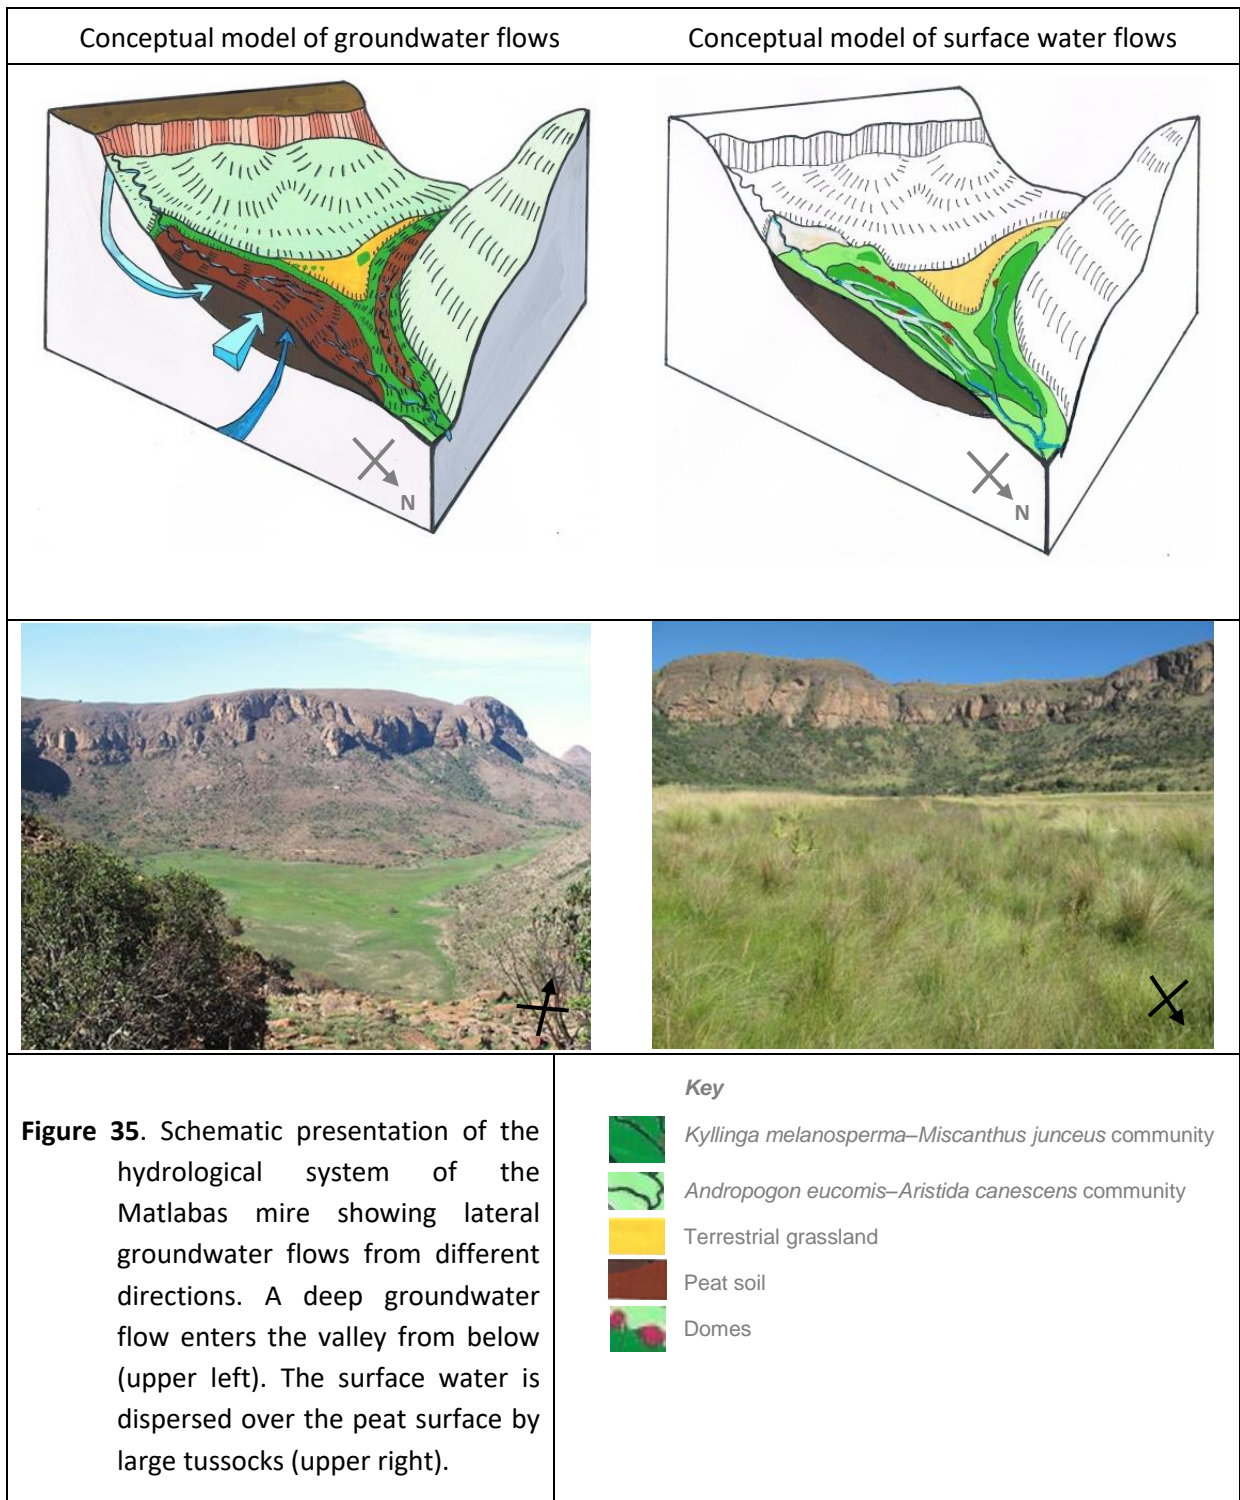 Conceptual model of groundwater flows
Conceptual model of surface water flows
N
N
Figure 35. Schematic presentation of the
hydrological system of the
Matlabas mire showing lateral
groundwater flows from different
directions. A deep groundwater
flow enters the valley from below
(upper left). The surface water is
dispersed over the peat surface by
large tussocks (upper right).
Key
Kyllinga melanosperma–Miscanthus junceus community
Andropogon eucomis–Aristida canescens community
Terrestrial grassland
Peat soil
Domes